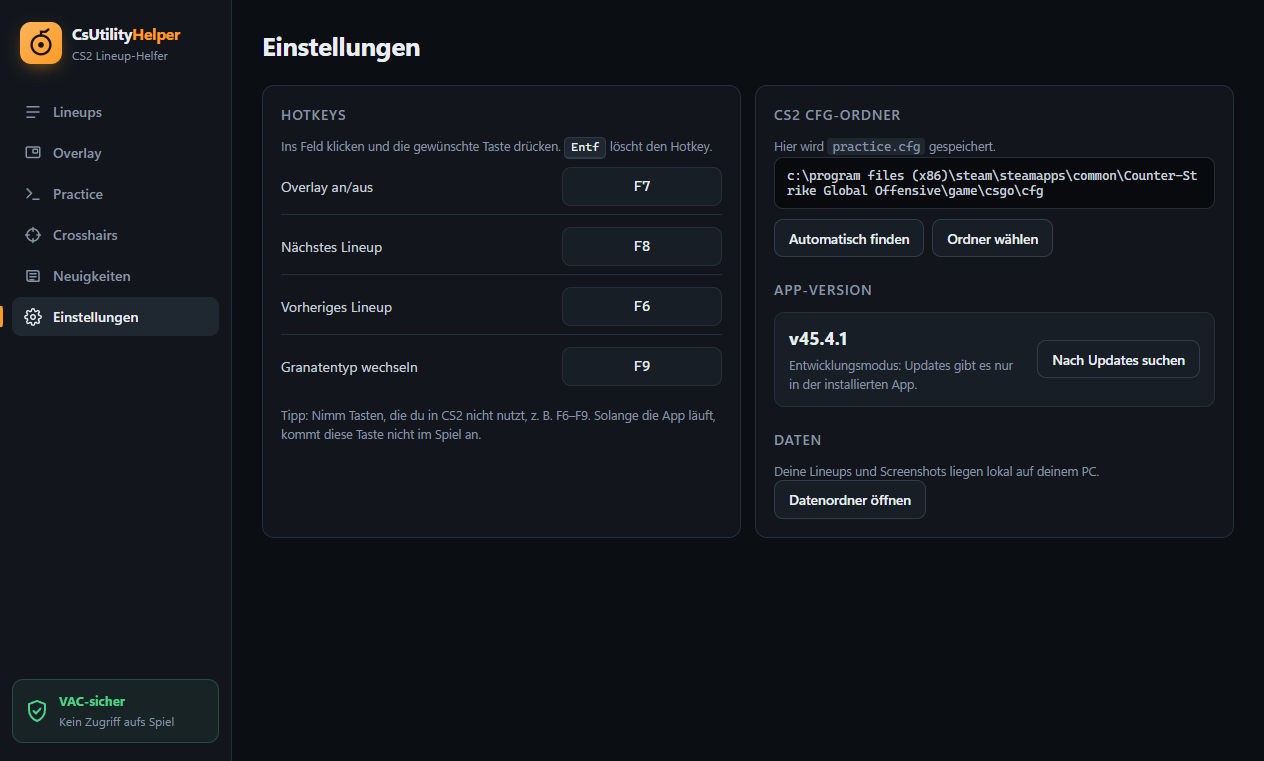 CsUtilityHelper
CS2 Lineup-Helfer
Lineups
Overlay
Practice
Crosshairs
Neuigkeiten
Einstellungen
VAC-sicher
Kein Zugriff aufs Spiel
Einstellungen
HOTKEYS
Ins Feld klicken und die gewünschte Taste drücken. Entf löscht den Hotkey.
Overlay an/aus F7
Nächstes Lineup F8
Vorheriges Lineup F6
Granatentyp wechseln F9
Tipp: Nimm Tasten, die du in CS2 nicht nutzt, z. B. F6–F9. Solange die App läuft,
kommt diese Taste nicht im Spiel an.
CS2 CFG-ORDNER
Hier wird practice.cfg gespeichert.
c:\program files (x86)\steam\steamapps\common\Counter-St
rike Global Offensive\game\csgo\cfg
Automatisch finden Ordner wählen
APP-VERSION
v45.4.1
Entwicklungsmodus: Updates gibt es nur
in der installierten App.
Nach Updates suchen
DATEN
Deine Lineups und Screenshots liegen lokal auf deinem PC.
Datenordner öffnen